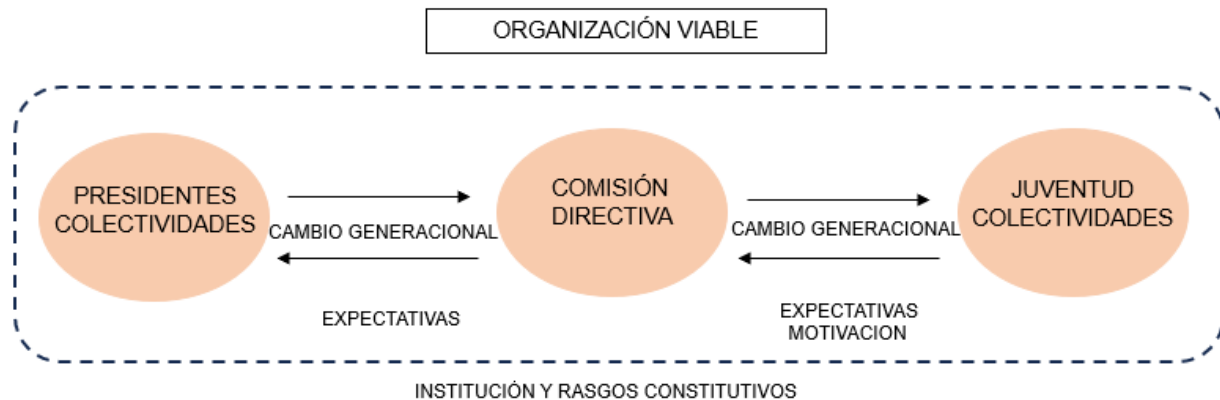 ORGANIZACIÓN VIABLE
PRESIDENTES
COLECTIVIDADES
CAMBIO GENERACIONAL
EXPECTATIVAS
COMISIÓN
DIRECTIVA
CAMBIO GENERACIONAL
EXPECTATIVAS
MOTIVACION
JUVENTUD
COLECTIVIDADES
INSTITUCIÓN Y RASGOS CONSTITUTIVOS